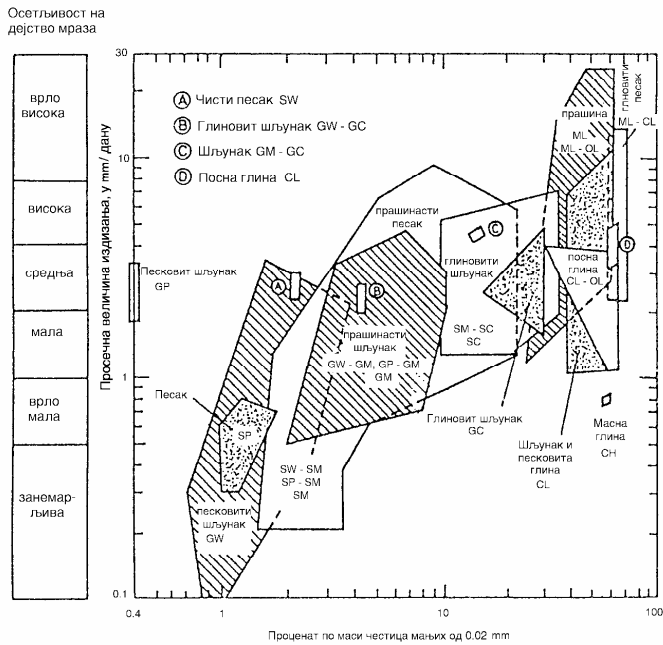 Осетљивост на
дејство мраза
врло
висока
висока
средња
мала
врло
мала
занемар-
љива
Просечна величина издизања, у mm/ дану
30
10
1
0.1
0.4
1
10
100
Проценат по маси честица мањих од 0.02 mm
A Чисти песак SW
B Глиновит шљунак GW - GC
C Шљунак GM - GC
D Посна глина CL
Песковит шљунак
GP
A
B
C
D
прашинасти
песак
прашина
ML
ML - OL
глиновити
песак
ML - CL
глиновити
шљунак
SM - SC
SC
посна
глина
CL - OL
прашинасти
шљунак
GW - GM, GP - GM
GM
Песак
SP
песковити
шљунак
GW
SW - SM
SP - SM
SM
Глиновит шљунак
GC
Шљунак и
песковита
глина
CL
Масна
глина
CH